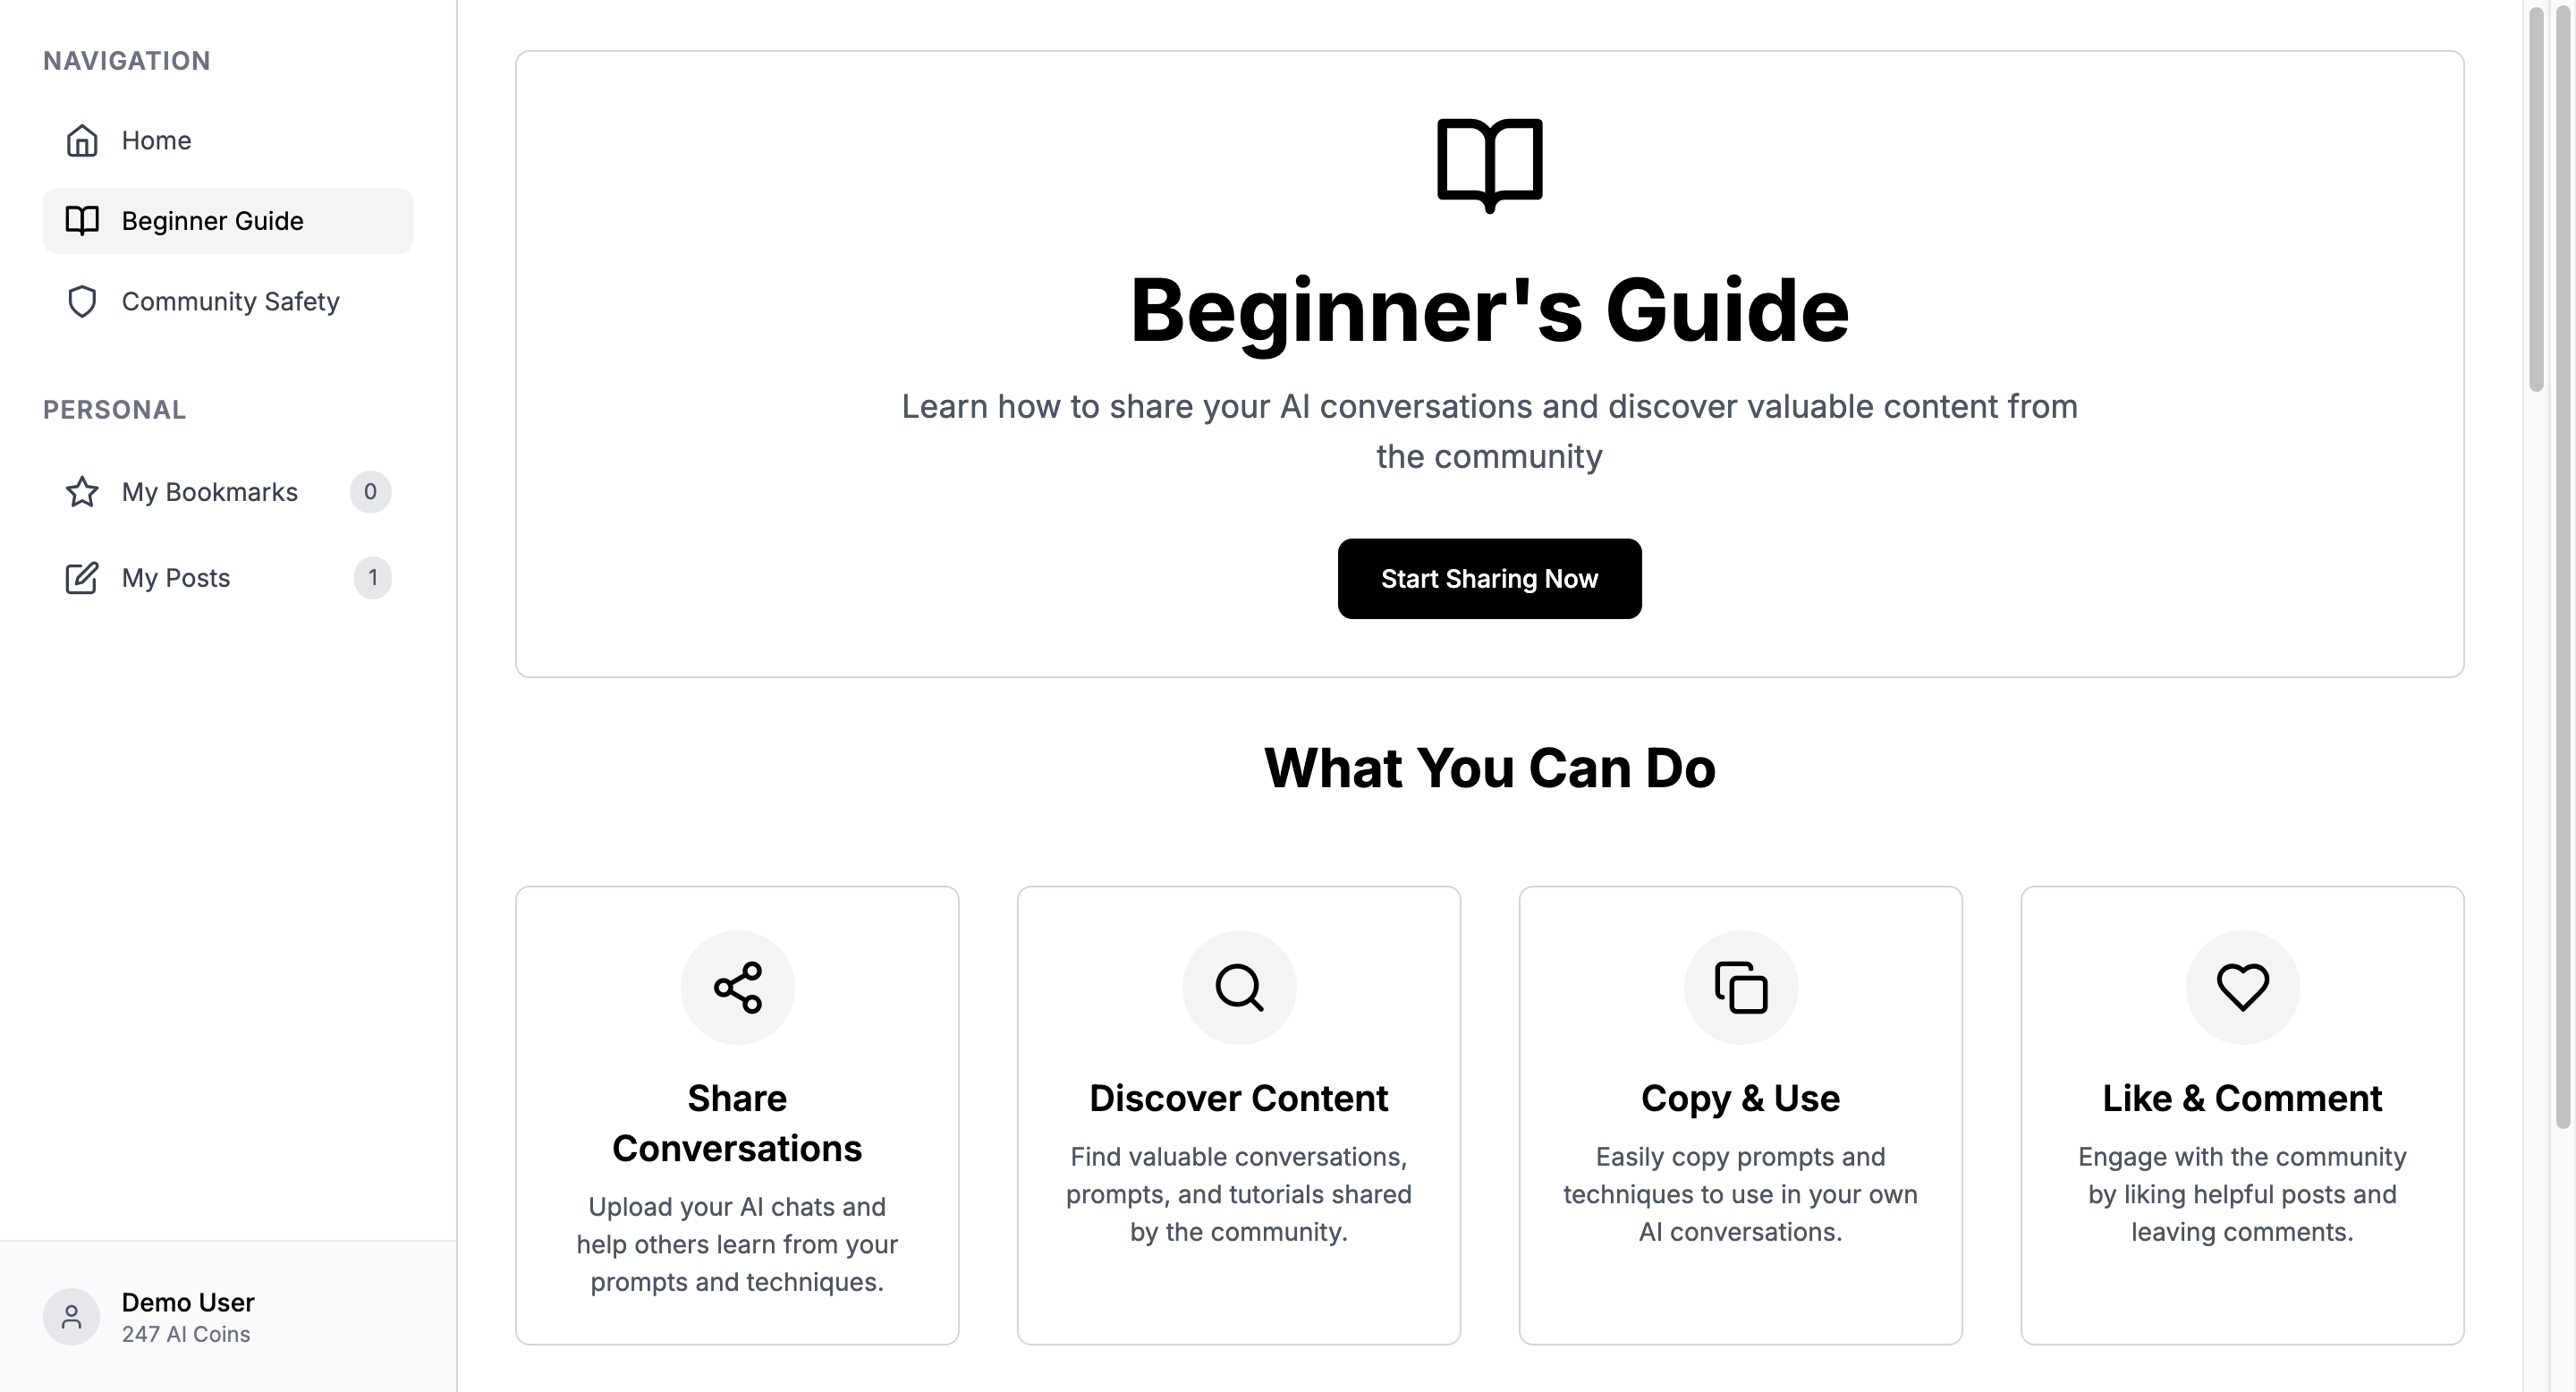 NAVIGATION
Home
Beginner Guide
Community Safety
PERSONAL
My Bookmarks 0
My Posts 1
Demo User
247 AI Coins
Beginner's Guide
Learn how to share your AI conversations and discover valuable content from
the community
Start Sharing Now
What You Can Do
Share
Conversations
Upload your AI chats and
help others learn from your
prompts and techniques.
Discover Content
Find valuable conversations,
prompts, and tutorials shared
by the community.
Copy & Use
Easily copy prompts and
techniques to use in your own
AI conversations.
Like & Comment
Engage with the community
by liking helpful posts and
leaving comments.